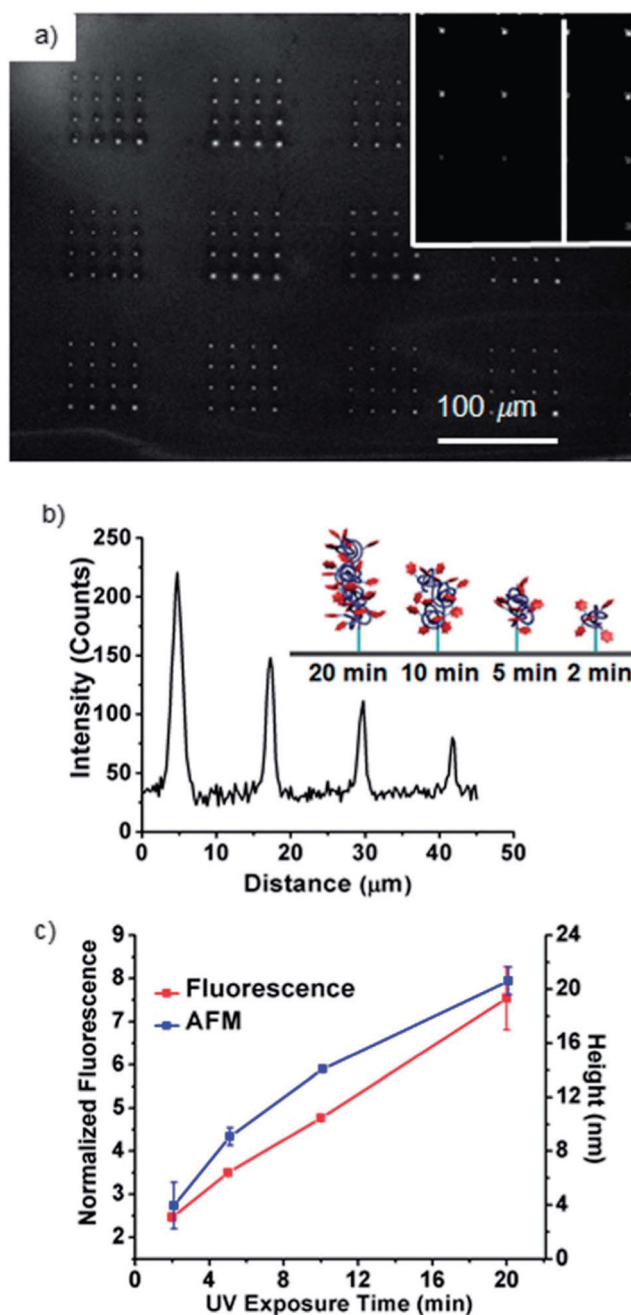 a)
100 μm
b)
Intensity (Counts)
250
200
150
100
50
0
20 min 10 min 5 min 2 min
0 10 20 30 40 50
Distance (μm)
c)
Normalized Fluorescence
9
8
7
6
5
4
3
2
Fluorescence
AFM
24
20
16
12
8
4
0
Height (nm)
0 4 8 12 16 20
UV Exposure Time (min)